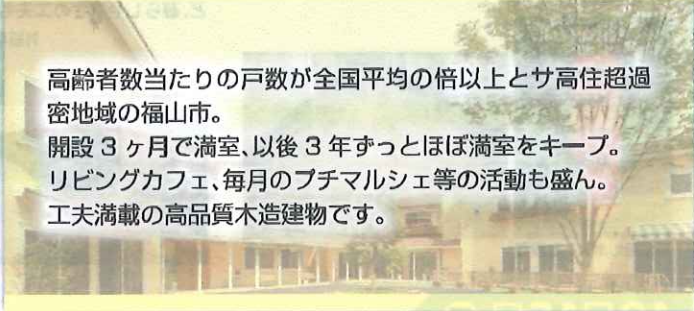 高齢者数当たりの戸数が全国平均の倍以上とサ高住超過
密地域の福山市。
開設3ヶ月で満室、以後3年ずっとほぼ満室をキープ。
リビングカフェ、毎月のプチマルシェ等の活動も盛ん。
工夫満載の高品質木造建物です。